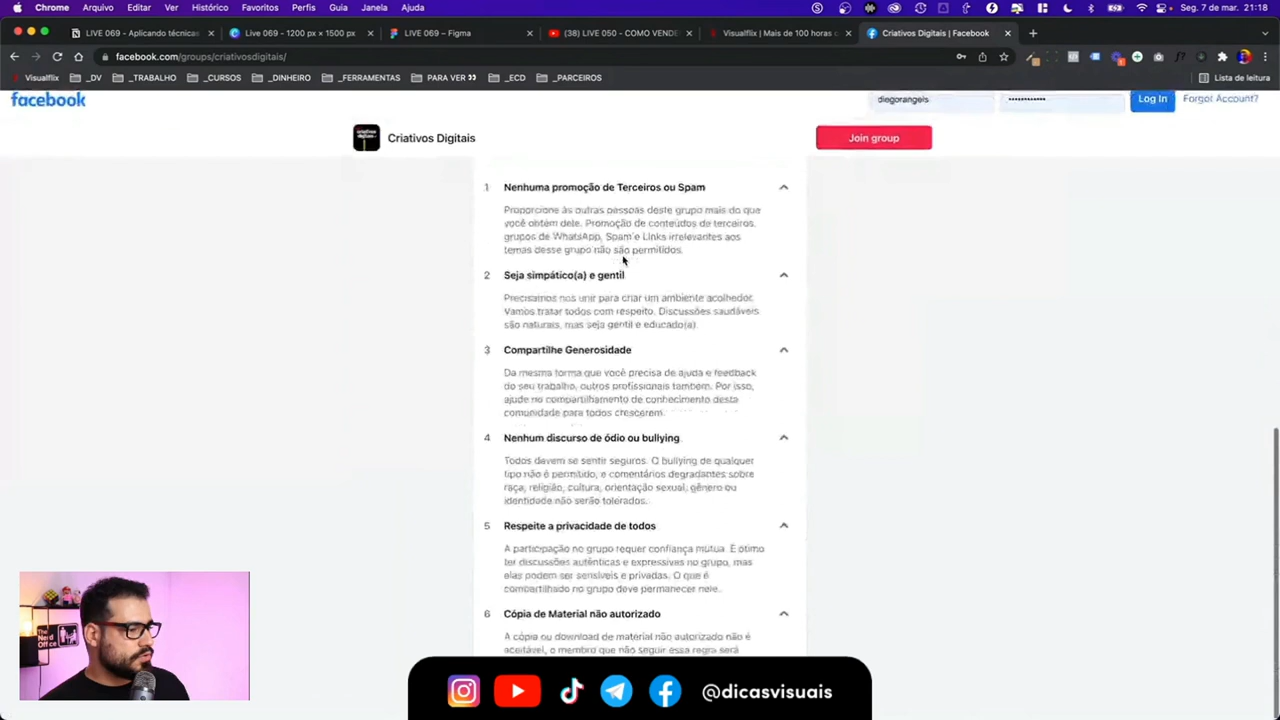 Chrome Arquivo Editar Ver Histórico Favoritos Perfis Guia Janela Ajuda
Seg. 7 de mar. 21:18
LIVE 069 - Aplicando técnicas
Live 069 - 1200 px × 1500 px
LIVE 069 – Figma
(38) LIVE 050 - COMO VENDE
Visualflix | Mais de 100 horas c
Criativos Digitais | Facebook
facebook.com/groups/criativosdigitais/
Visualflix _DV _TRABALHO _CURSOS _DINHEIRO _FERRAMENTAS PARA VER 👀 _ECD _PARCEIROS
Lista de leitura
facebook
diegorangels
Log In
Forgot Account?
Criativos Digitais
Join group
1 Nenhuma promoção de Terceiros ou Spam
Proporcione às outras pessoas deste grupo mais do que
você obtém dele. Promoção de conteúdos de terceiros,
grupos de WhatsApp, Spam e Links irrelevantes aos
temas desse grupo não são permitidos.
2 Seja simpático(a) e gentil
Precisamos nos unir para criar um ambiente acolhedor.
Vamos tratar todos com respeito. Discussões saudáveis
são naturais, mas seja gentil e educado(a).
3 Compartilhe Generosidade
Da mesma forma que você precisa de ajuda e feedback
do seu trabalho, outros profissionais também. Por isso,
ajude no compartilhamento de conhecimento desta
comunidade para todos crescerem.
4 Nenhum discurso de ódio ou bullying
Todos devem se sentir seguros. O bullying de qualquer
tipo não é permitido, e comentários degradantes sobre
raça, religião, cultura, orientação sexual, gênero ou
identidade não serão tolerados.
5 Respeite a privacidade de todos
A participação no grupo requer confiança mútua. É ótimo
ter discussões autênticas e expressivas no grupo, mas
elas podem ser sensíveis e privadas. O que é
compartilhado no grupo deve permanecer nele.
6 Cópia de Material não autorizado
A cópia ou download de material não autorizado não é
aceitável, o membro que não seguir essa regra será
The Nerd
Office
@dicasvisuais